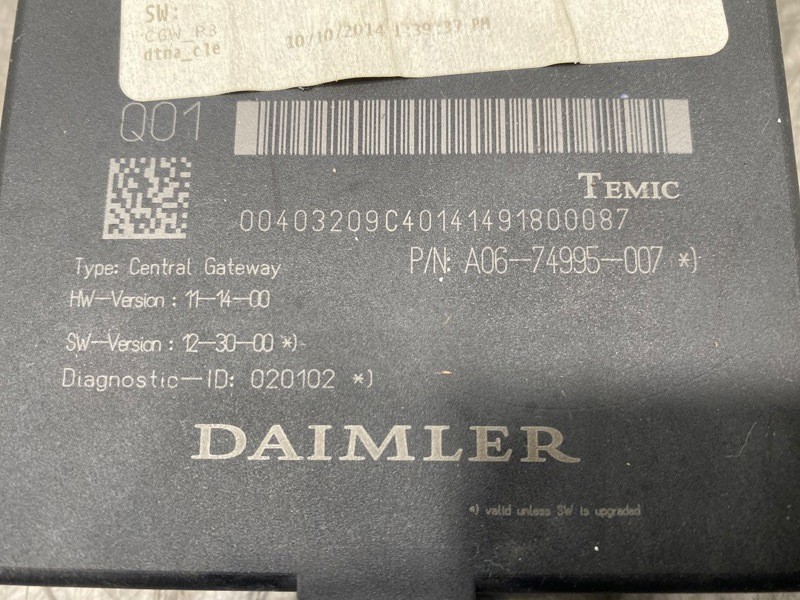 SW:
CGW_R3
dtna_cle
10/10/2014 1:39:37 PM
Q01
TEMIC
00403209C40141491800087
P/N: A06-74995-007 *)
Type: Central Gateway
HW-Version : 11-14-00
SW-Version : 12-30-00 *)
Diagnostic-ID: 020102 *)
DAIMLER
*) valid unless SW is upgraded